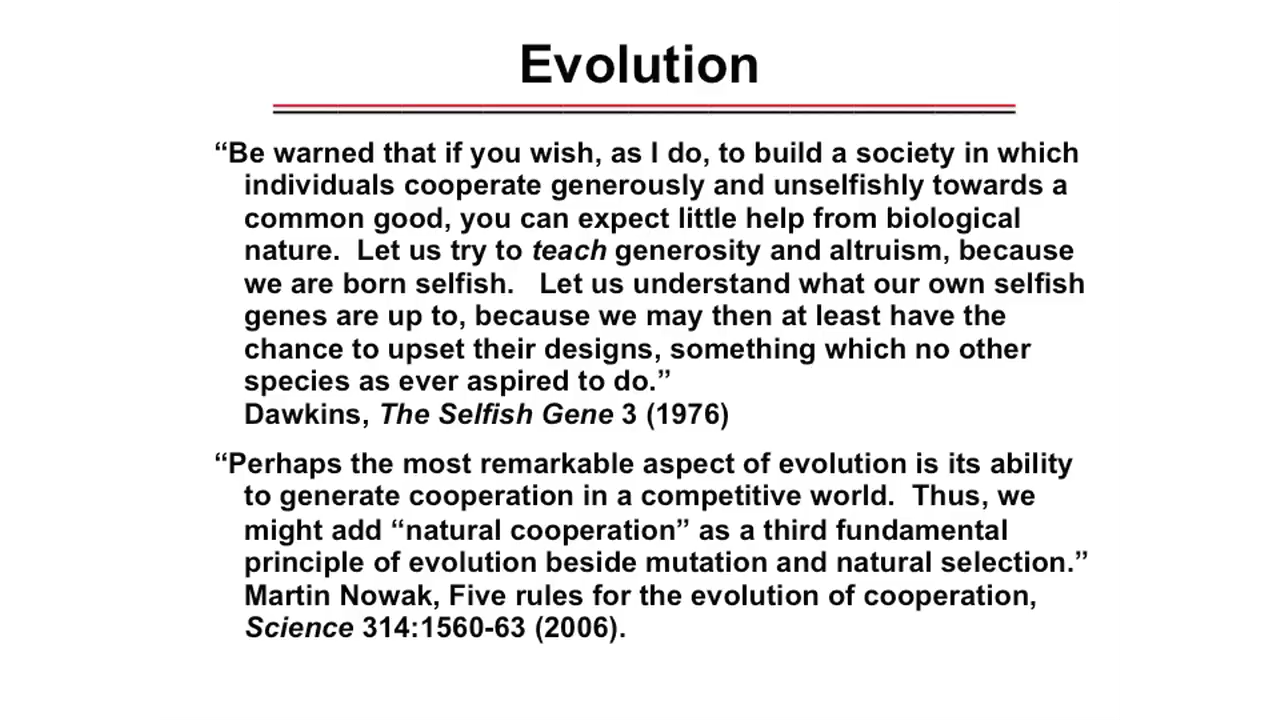 Evolution
“Be warned that if you wish, as I do, to build a society in which
individuals cooperate generously and unselfishly towards a
common good, you can expect little help from biological
nature.  Let us try to teach generosity and altruism, because
we are born selfish.   Let us understand what our own selfish
genes are up to, because we may then at least have the
chance to upset their designs, something which no other
species as ever aspired to do.”
Dawkins, The Selfish Gene 3 (1976)
“Perhaps the most remarkable aspect of evolution is its ability
to generate cooperation in a competitive world.  Thus, we
might add “natural cooperation” as a third fundamental
principle of evolution beside mutation and natural selection.”
Martin Nowak, Five rules for the evolution of cooperation,
Science 314:1560-63 (2006).